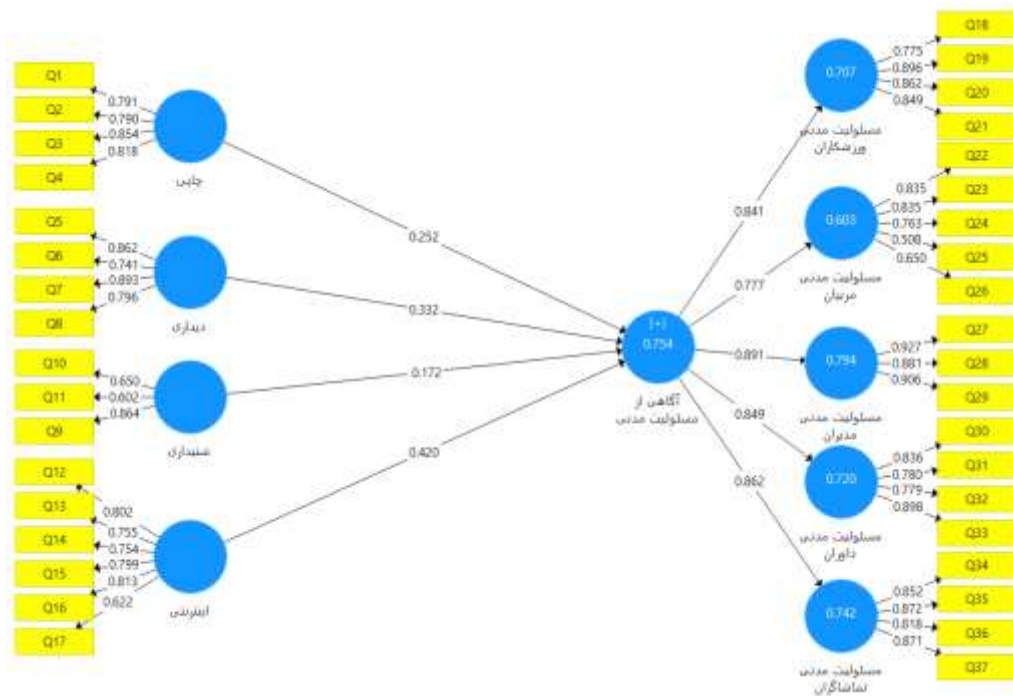 Q1
Q2
Q3
Q4
0.791
0.790
0.854
0.818
چاپی
Q5
Q6
Q7
Q8
0.862
0.741
0.893
0.796
دیداری
Q10
Q11
Q9
0.650
0.602
0.864
شنیداری
Q12
Q13
Q14
Q15
Q16
Q17
0.802
0.755
0.754
0.799
0.813
0.622
اینترنتی
0.252
0.332
0.172
0.420
[+]
0.754
آگاهی از
مسئولیت مدنی
0.841
0.777
0.891
0.849
0.862
0.707
مسئولیت مدنی
ورزشکاران
0.775
0.896
0.862
0.849
Q18
Q19
Q20
Q21
0.603
مسئولیت مدنی
مربیان
0.835
0.835
0.763
0.508
0.650
Q22
Q23
Q24
Q25
Q26
0.794
مسئولیت مدنی
مدیران
0.927
0.881
0.906
Q27
Q28
Q29
0.720
مسئولیت مدنی
داوران
0.836
0.780
0.779
0.898
Q30
Q31
Q32
Q33
0.742
مسئولیت مدنی
تماشاگران
0.852
0.872
0.818
0.871
Q34
Q35
Q36
Q37